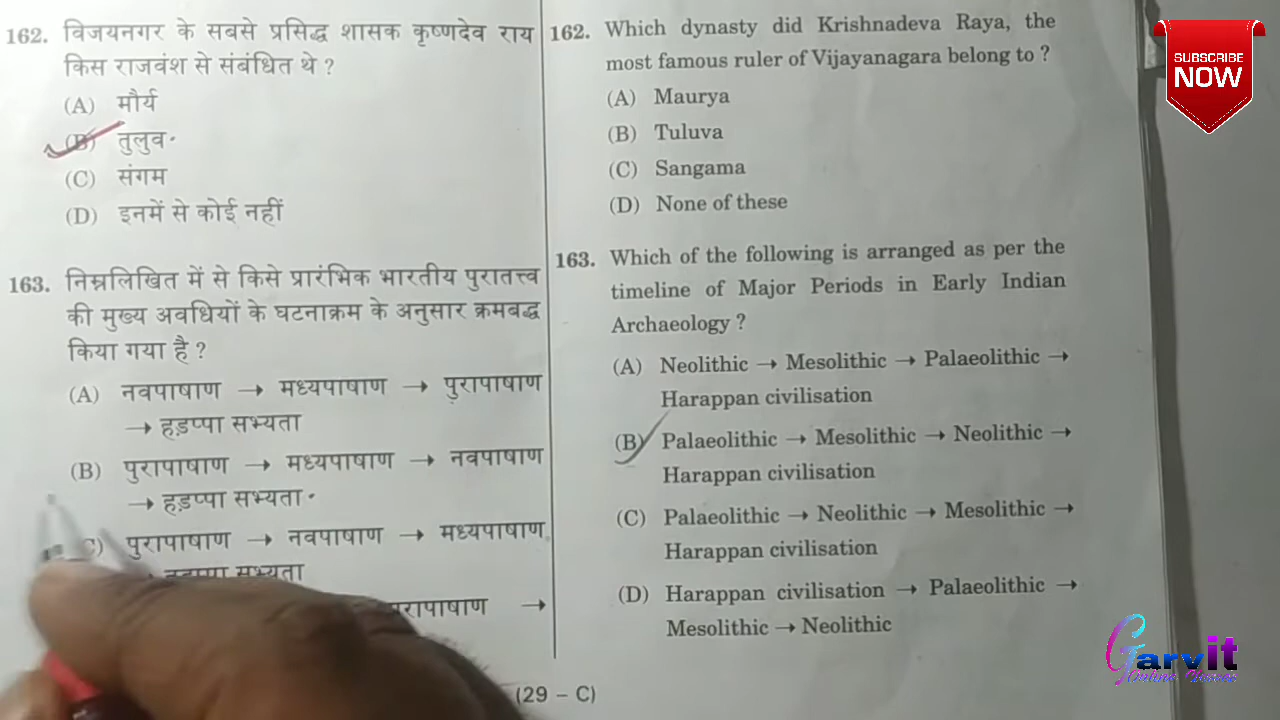 162. विजयनगर के सबसे प्रसिद्ध शासक कृष्णदेव राय
किस राजवंश से संबंधित थे ?
(A) मौर्य
(B) तुलुव
(C) संगम
(D) इनमें से कोई नहीं
163. निम्नलिखित में से किसे प्रारंभिक भारतीय पुरातत्त्व
की मुख्य अवधियों के घटनाक्रम के अनुसार क्रमबद्ध
किया गया है ?
(A) नवपाषाण → मध्यपाषाण → पुरापाषाण
→ हड़प्पा सभ्यता
(B) पुरापाषाण → मध्यपाषाण → नवपाषाण
→ हड़प्पा सभ्यता
(C) पुरापाषाण → नवपाषाण → मध्यपाषाण
सभ्यता
पुरापाषाण →
162. Which dynasty did Krishnadeva Raya, the
most famous ruler of Vijayanagara belong to ?
(A) Maurya
(B) Tuluva
(C) Sangama
(D) None of these
163. Which of the following is arranged as per the
timeline of Major Periods in Early Indian
Archaeology ?
(A) Neolithic → Mesolithic → Palaeolithic →
Harappan civilisation
(B) Palaeolithic → Mesolithic → Neolithic →
Harappan civilisation
(C) Palaeolithic → Neolithic → Mesolithic →
Harappan civilisation
(D) Harappan civilisation → Palaeolithic →
Mesolithic → Neolithic
(29 – C)
SUBSCRIBE
NOW
Garvit
Online Classes